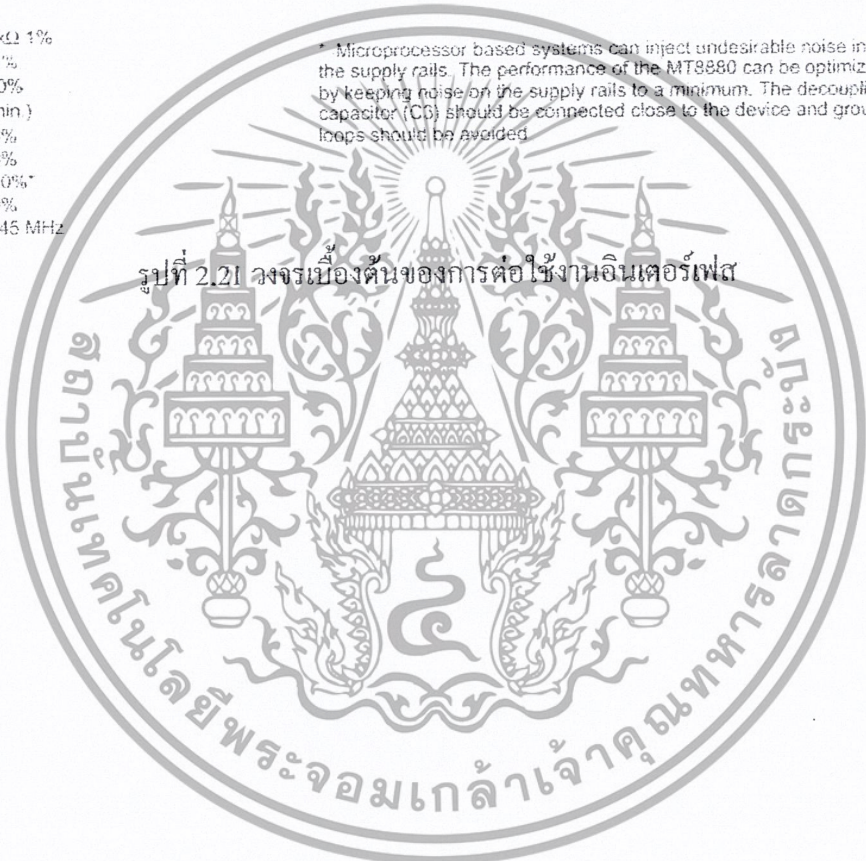 kΩ 1%
%
0%
min.)
%
%
0%*
%
45 MHz
* Microprocessor based systems can inject undesirable noise in
the supply rails. The performance of the MT8880 can be optimiz
by keeping noise on the supply rails to a minimum. The decoupli
capacitor (C3) should be connected close to the device and grou
loops should be avoided.
รูปที่ 2.21 วงจรเบื้องต้นของการต่อใช้งานอินเตอร์เฟส
สถาบันเทคโนโลยีพระจอมเกล้าเจ้าคุณทหารลาดกระบัง